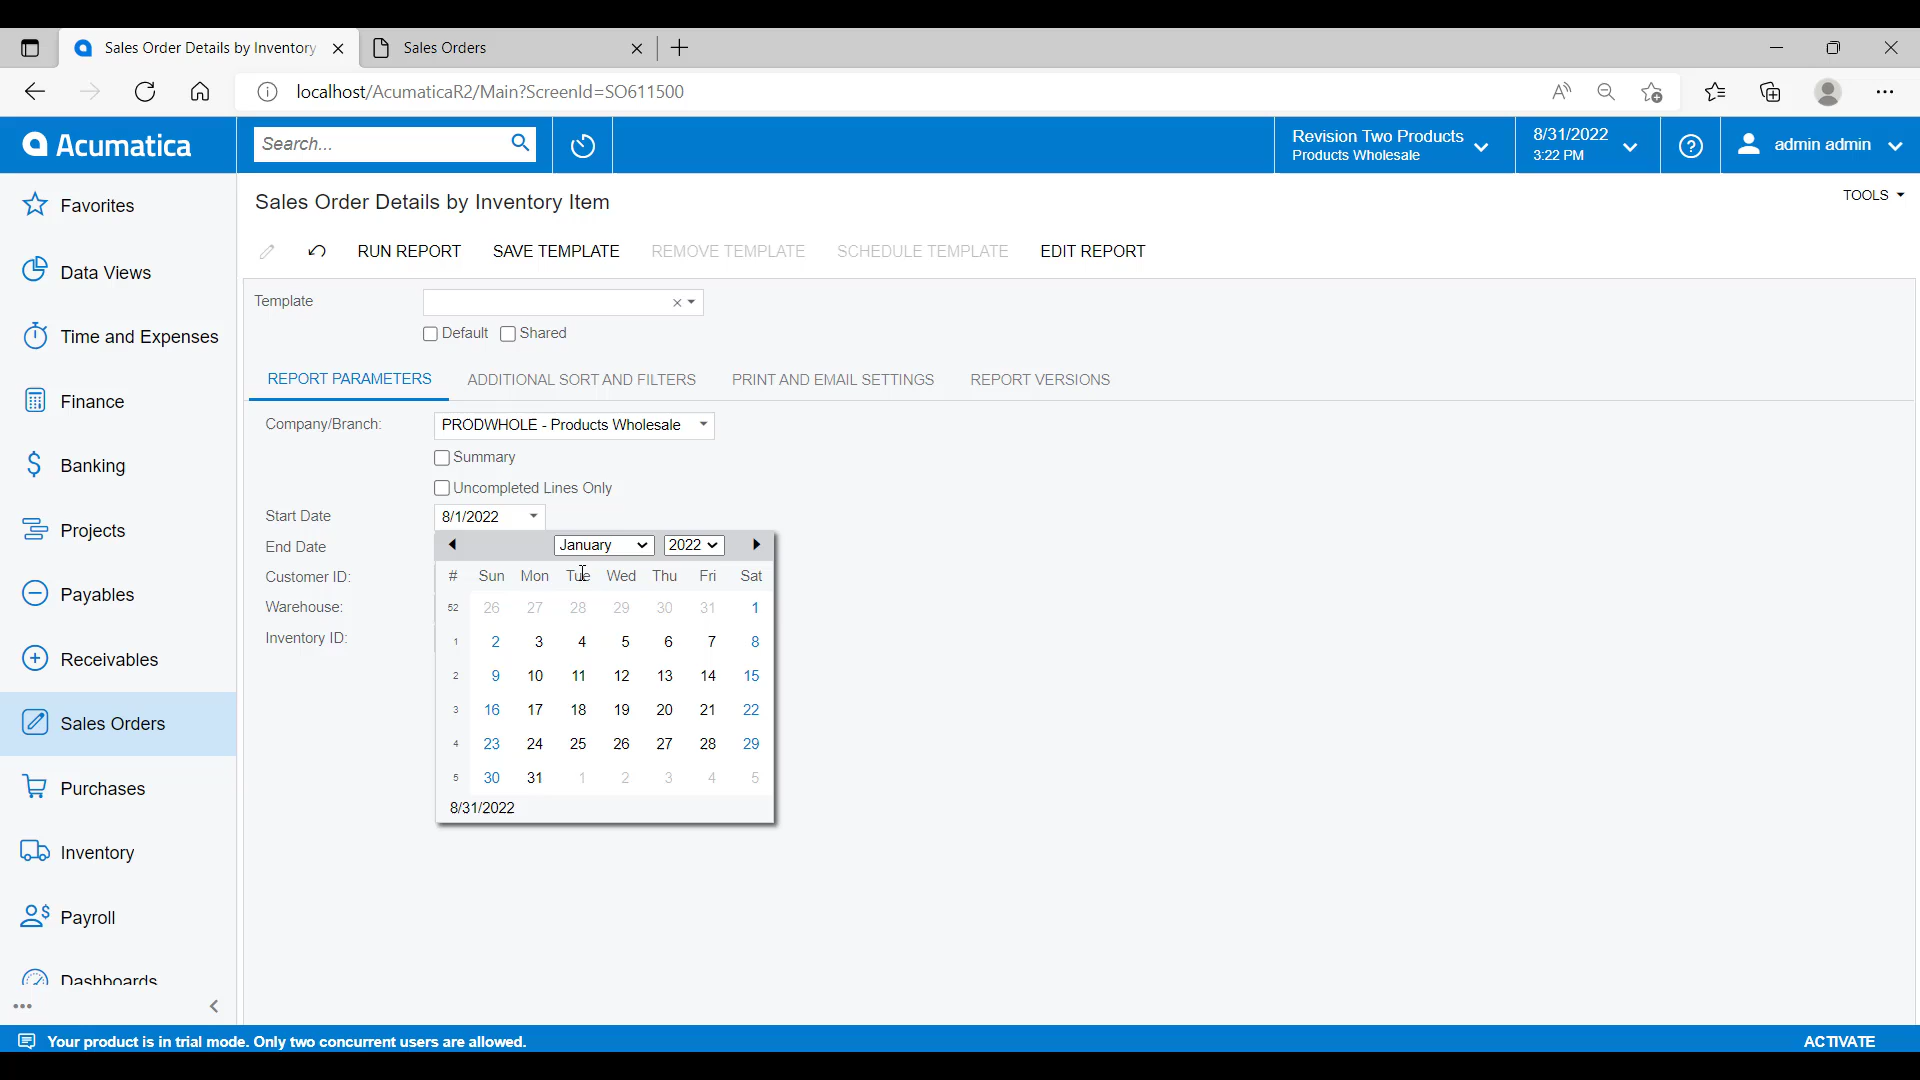 Sales Order Details by Inventory
Sales Orders
localhost/AcumaticaR2/Main?ScreenId=SO611500
Acumatica
Search...
Revision Two Products
Products Wholesale
8/31/2022
3:22 PM
admin admin
Favorites
Data Views
Time and Expenses
Finance
Banking
Projects
Payables
Receivables
Sales Orders
Purchases
Inventory
Payroll
Dashboards
Sales Order Details by Inventory Item
TOOLS
RUN REPORT SAVE TEMPLATE REMOVE TEMPLATE SCHEDULE TEMPLATE EDIT REPORT
Template
Default Shared
REPORT PARAMETERS ADDITIONAL SORT AND FILTERS PRINT AND EMAIL SETTINGS REPORT VERSIONS
Company/Branch: PRODWHOLE - Products Wholesale
Summary
Uncompleted Lines Only
Start Date 8/1/2022
End Date
Customer ID:
Warehouse:
Inventory ID:
January 2022
# Sun Mon Tue Wed Thu Fri Sat
52 26 27 28 29 30 31 1
1 2 3 4 5 6 7 8
2 9 10 11 12 13 14 15
3 16 17 18 19 20 21 22
4 23 24 25 26 27 28 29
5 30 31 1 2 3 4 5
8/31/2022
Your product is in trial mode. Only two concurrent users are allowed.
ACTIVATE